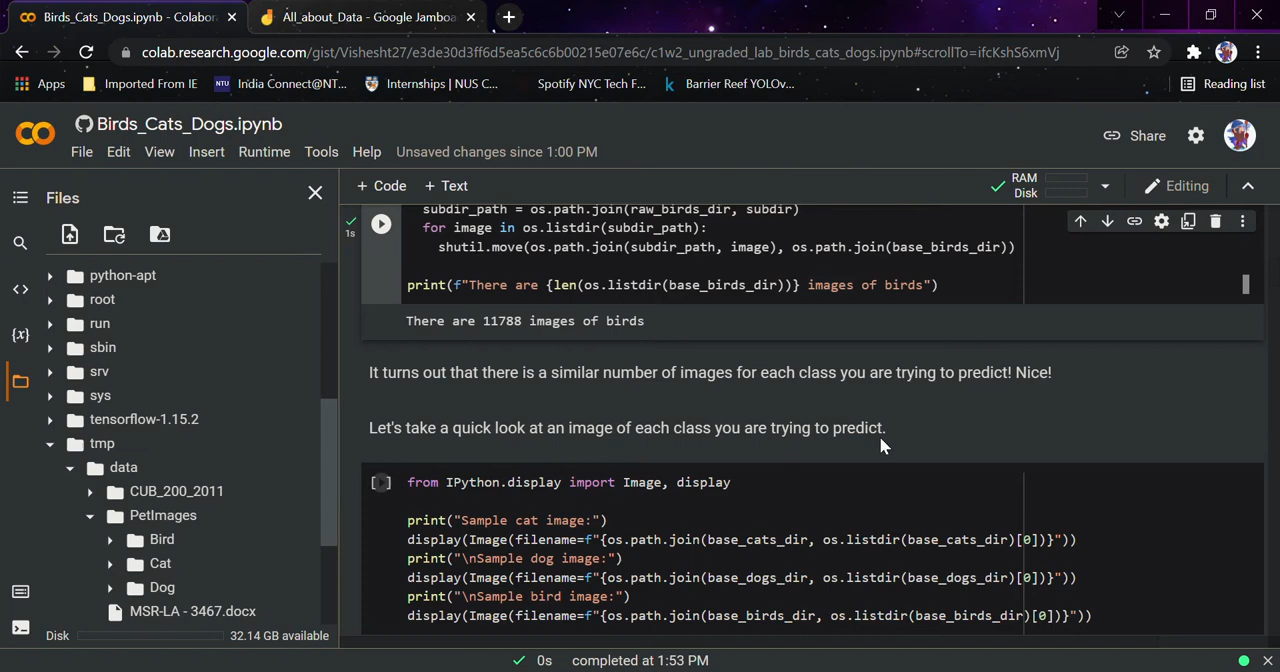 Birds_Cats_Dogs.ipynb - Colabora
All_about_Data - Google Jamboa
colab.research.google.com/gist/Vishesht27/e3de30d3ff6d5ea5c6c6b00215e07e6c/c1w2_ungraded_lab_birds_cats_dogs.ipynb#scrollTo=ifcKshS6xmVj
Apps
Imported From IE
NTU
India Connect@NT...
Internships | NUS C...
Spotify NYC Tech F...
k
Barrier Reef YOLOv...
Reading list
Birds_Cats_Dogs.ipynb
File Edit View Insert Runtime Tools Help Unsaved changes since 1:00 PM
Share
Files
+ Code + Text
RAM
Disk
Editing
python-apt
root
run
sbin
srv
sys
tensorflow-1.15.2
tmp
data
CUB_200_2011
PetImages
Bird
Cat
Dog
MSR-LA - 3467.docx
Disk 32.14 GB available
1s
subdir_path = os.path.join(raw_birds_dir, subdir)
for image in os.listdir(subdir_path):
shutil.move(os.path.join(subdir_path, image), os.path.join(base_birds_dir))
print(f"There are {len(os.listdir(base_birds_dir))} images of birds")
There are 11788 images of birds
It turns out that there is a similar number of images for each class you are trying to predict! Nice!
Let's take a quick look at an image of each class you are trying to predict.
[ ]
from IPython.display import Image, display
print("Sample cat image:")
display(Image(filename=f"{os.path.join(base_cats_dir, os.listdir(base_cats_dir)[0])}"))
print("\nSample dog image:")
display(Image(filename=f"{os.path.join(base_dogs_dir, os.listdir(base_dogs_dir)[0])}"))
print("\nSample bird image:")
display(Image(filename=f"{os.path.join(base_birds_dir, os.listdir(base_birds_dir)[0])}"))
0s completed at 1:53 PM